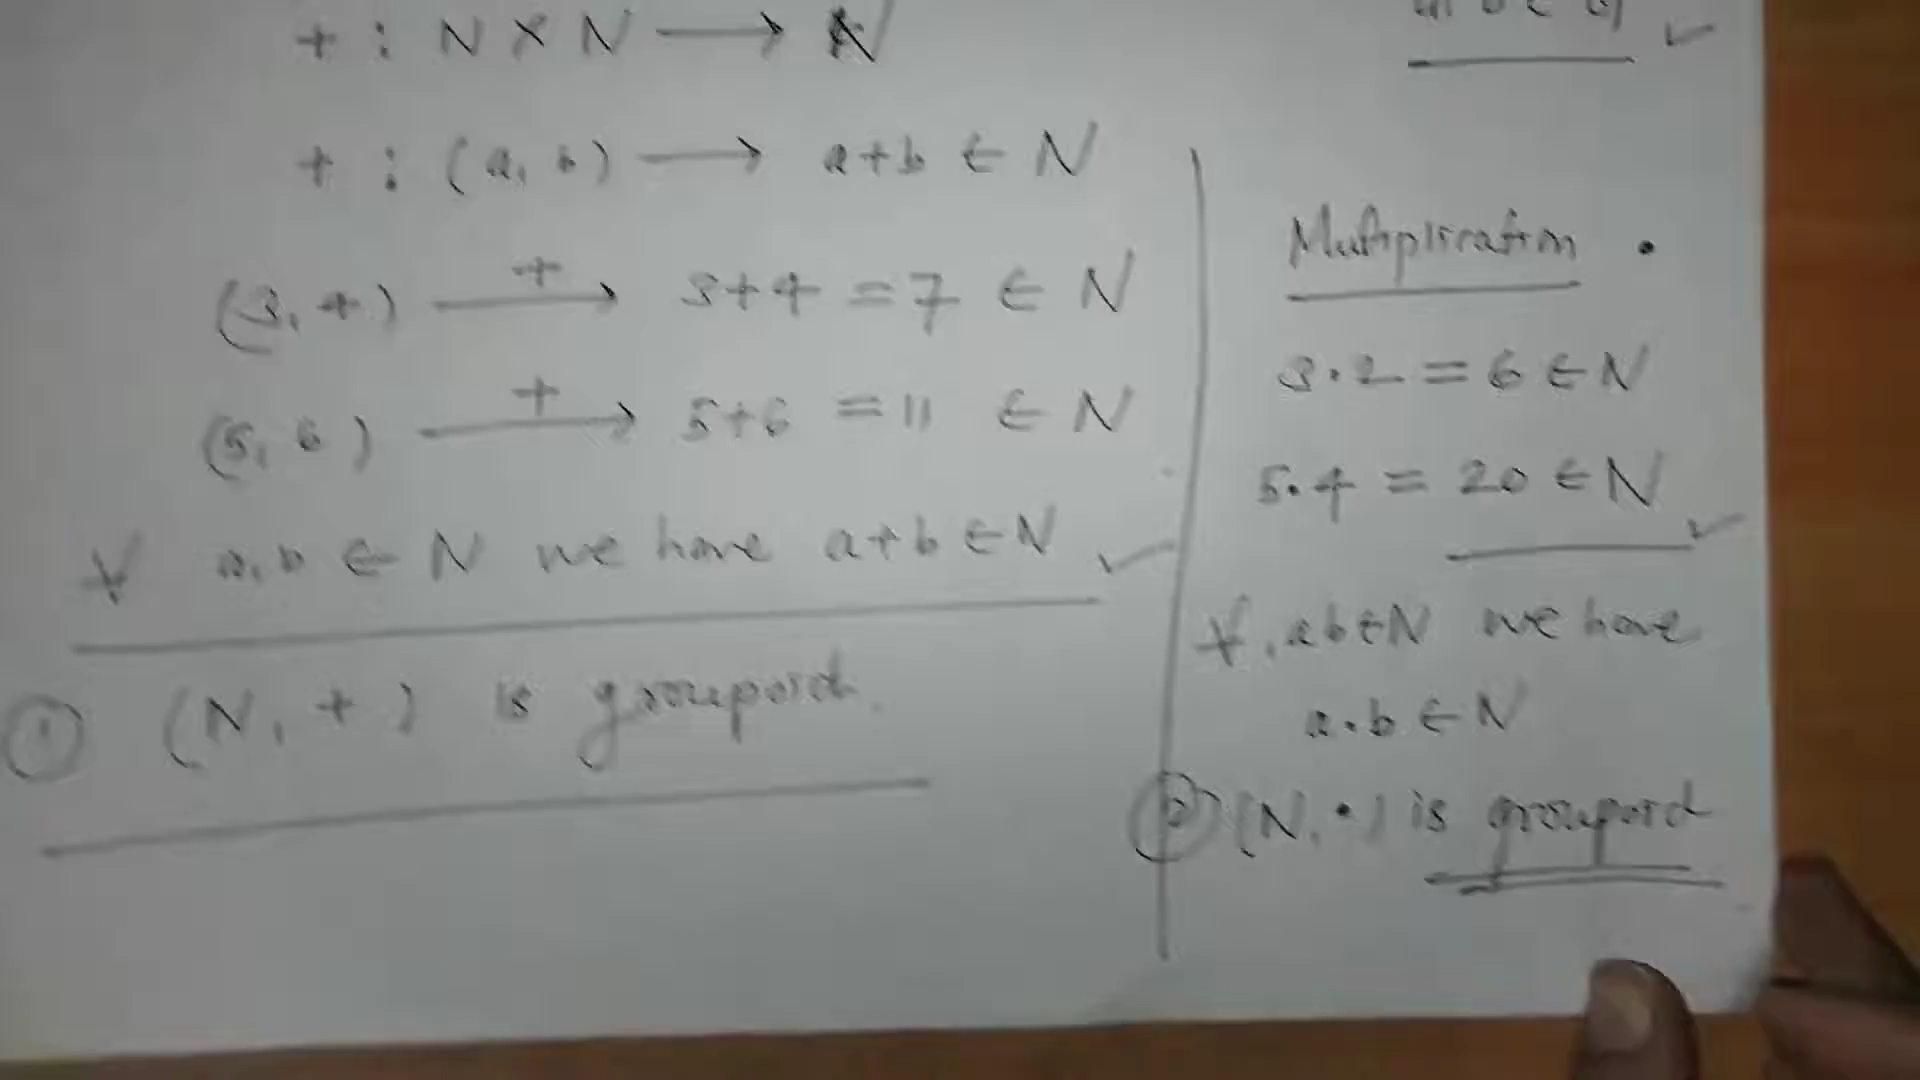 + : N × N ⟶ N
+ : (a, b) ⟶ a+b ∈ N
(3, 4) ⟶+ 3+4 = 7 ∈ N
(5, 6) ⟶+ 5+6 = 11 ∈ N
∀ a, b ∈ N we have a+b ∈ N ✓
① (N, +) is groupoid.
Multiplication •
3·2 = 6 ∈ N
5·4 = 20 ∈ N ✓
∀, a b ∈ N we have
a·b ∈ N
② (N, •) is groupoid